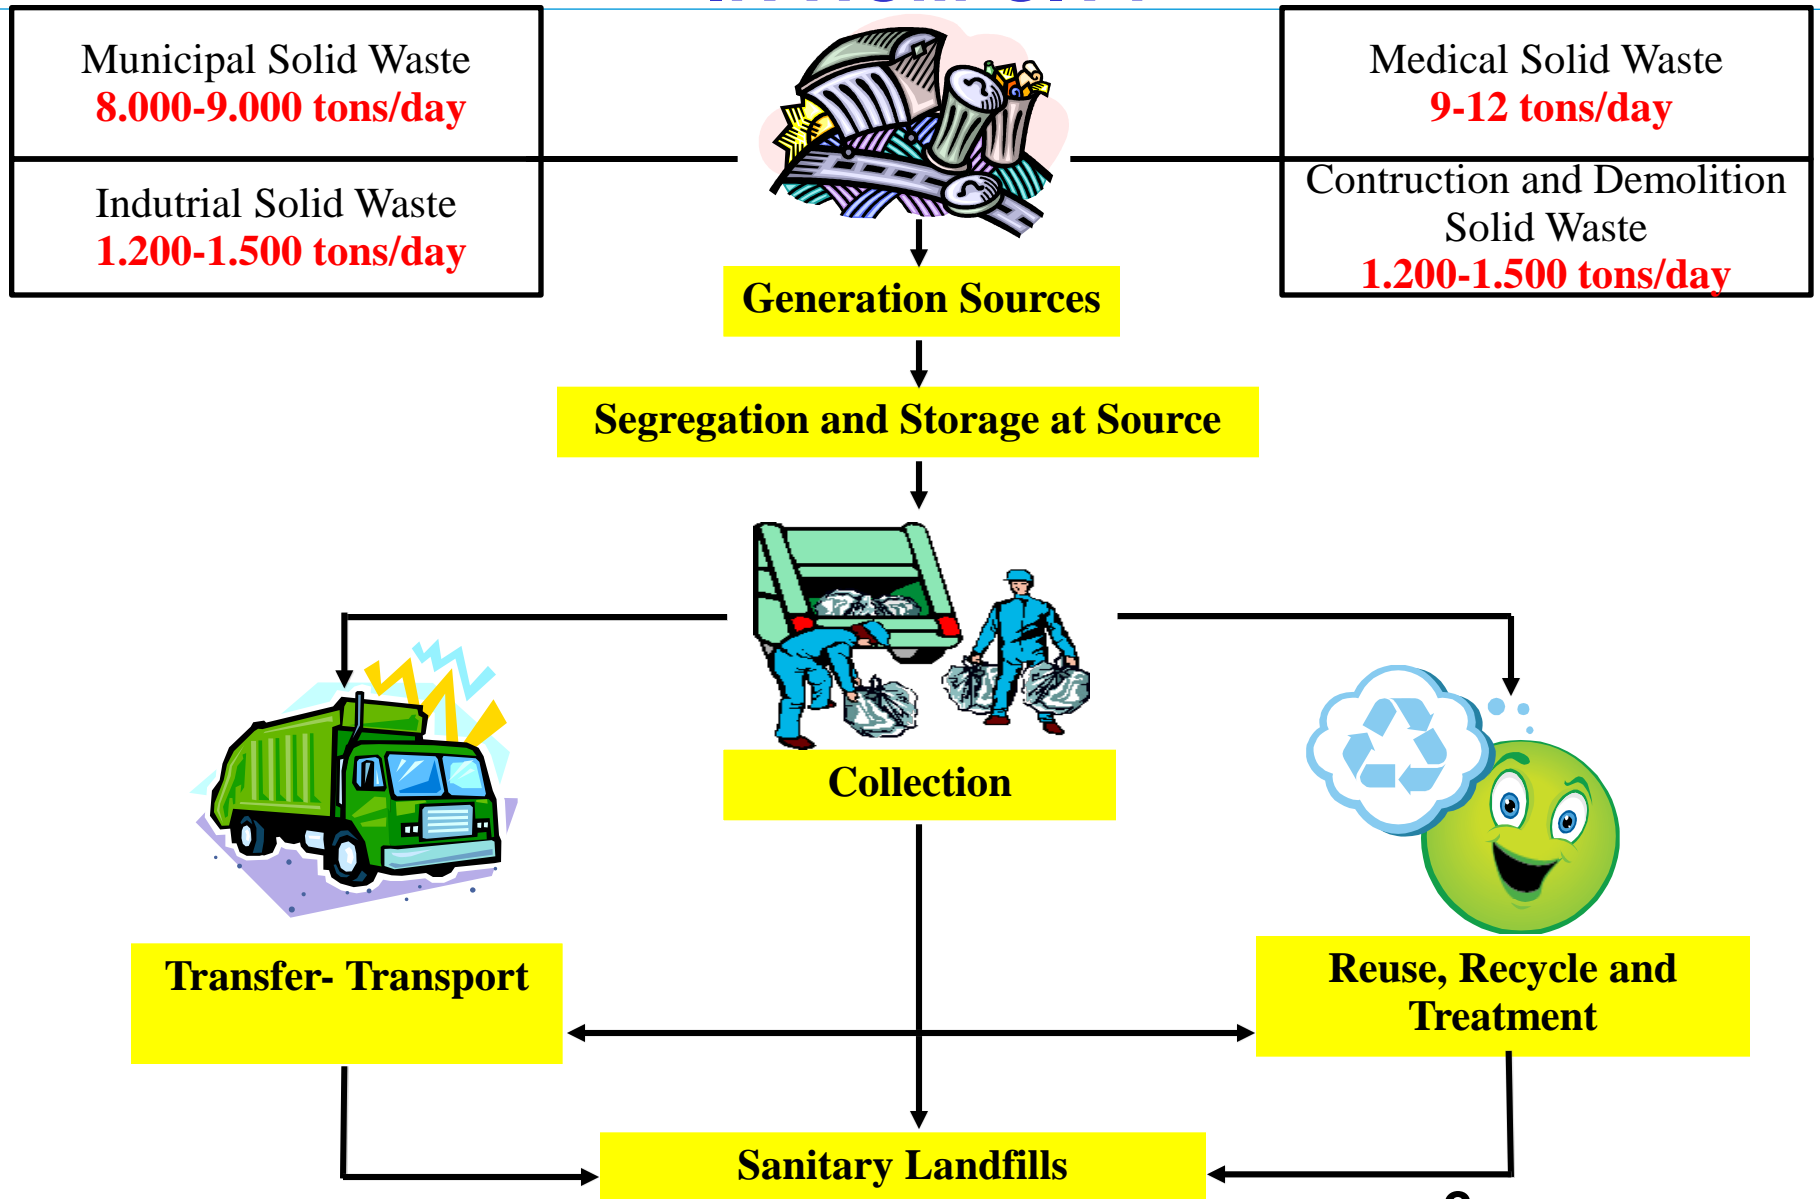 Municipal Solid Waste
8.000-9.000 tons/day
Indutrial Solid Waste
1.200-1.500 tons/day
Medical Solid Waste
9-12 tons/day
Contruction and Demolition
Solid Waste
1.200-1.500 tons/day
Generation Sources
Segregation and Storage at Source
Collection
Transfer- Transport
Reuse, Recycle and
Treatment
Sanitary Landfills